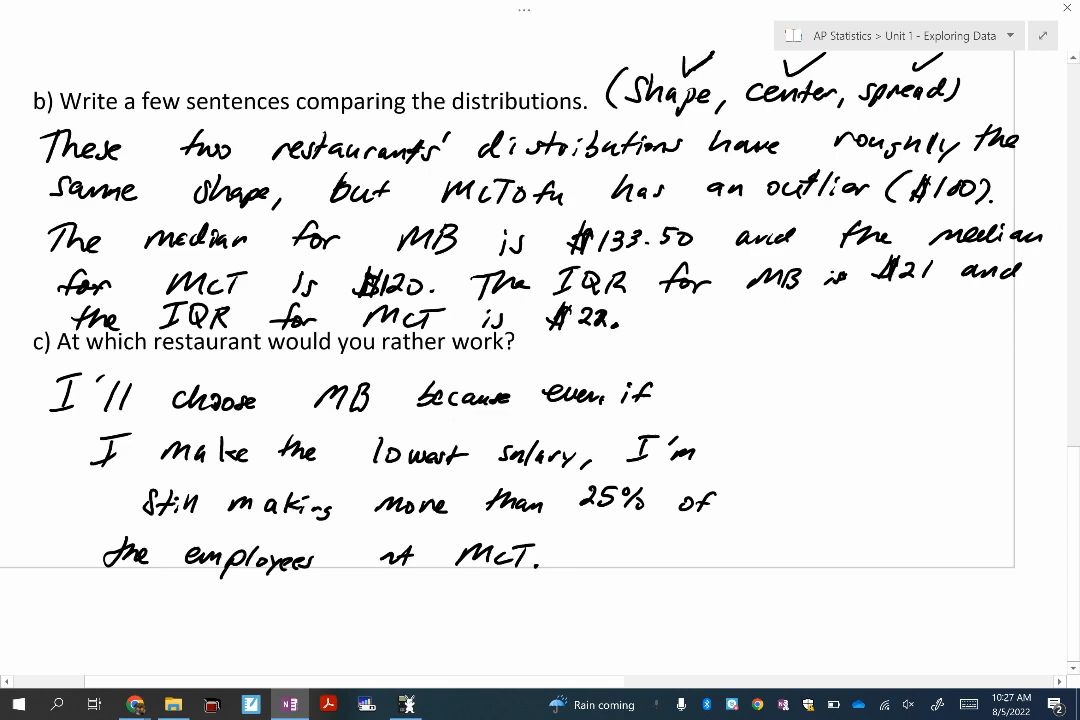 AP Statistics > Unit 1 - Exploring Data
b) Write a few sentences comparing the distributions. (Shape, center, spread)
These two restaurants' distributions have roughly the
same shape, but McTofu has an outlier ($180).
The median for MB is $133.50 and the median
for McT is $120. The IQR for MB is $21 and
the IQR for McT is $22.
c) At which restaurant would you rather work?
I'll choose MB because even if
I make the lowest salary, I'm
still making more than 25% of
the employees at McT.
Rain coming
10:27 AM
8/5/2022